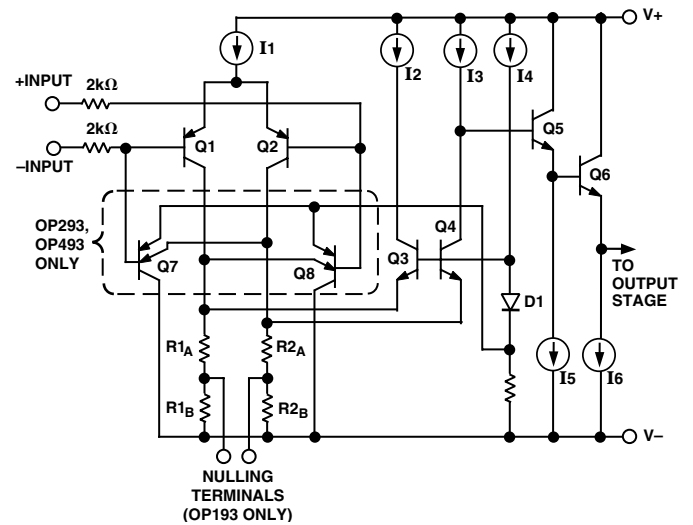 V+
I1
I2
I3
I4
+INPUT
2kΩ
2kΩ
–INPUT
Q1
Q2
Q5
Q6
OP293,
OP493
ONLY
Q7
Q8
Q3
Q4
D1
TO
OUTPUT
STAGE
R1A
R2A
I5
I6
R1B
R2B
V–
NULLING
TERMINALS
(OP193 ONLY)